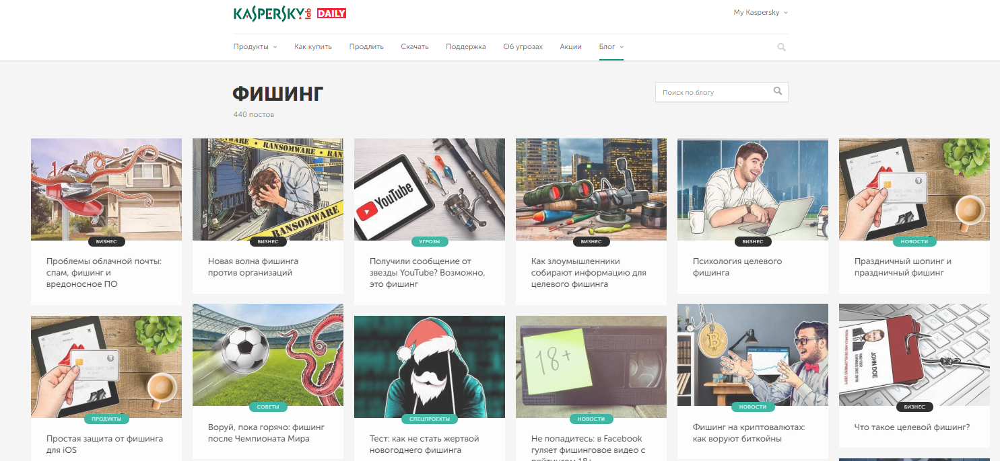 KASPERSKY lab DAILY
My Kaspersky
Продукты
Как купить
Продлить
Скачать
Поддержка
Об угрозах
Акции
Блог
ФИШИНГ
440 постов
Поиск по блогу
RANSOMWARE
RANSOMWARE
YouTube
БИЗНЕС
Проблемы облачной почты:
спам, фишинг и
вредоносное ПО
БИЗНЕС
Новая волна фишинга
против организаций
УГРОЗЫ
Получили сообщение от
звезды YouTube? Возможно,
это фишинг
БИЗНЕС
Как злоумышленники
собирают информацию для
целевого фишинга
БИЗНЕС
Психология целевого
фишинга
НОВОСТИ
Праздничный шопинг и
праздничный фишинг
18+
JOHN DOE
ПРОДУКТЫ
Простая защита от фишинга
для iOS
СОВЕТЫ
Воруй, пока горячо: фишинг
после Чемпионата Мира
СПЕЦПРОЕКТЫ
Тест: как не стать жертвой
новогоднего фишинга
НОВОСТИ
Не попадитесь: в Facebook
гуляет фишинговое видео с
рейтингом 18+
НОВОСТИ
Фишинг на криптовалютах:
как воруют биткойны
БИЗНЕС
Что такое целевой фишинг?